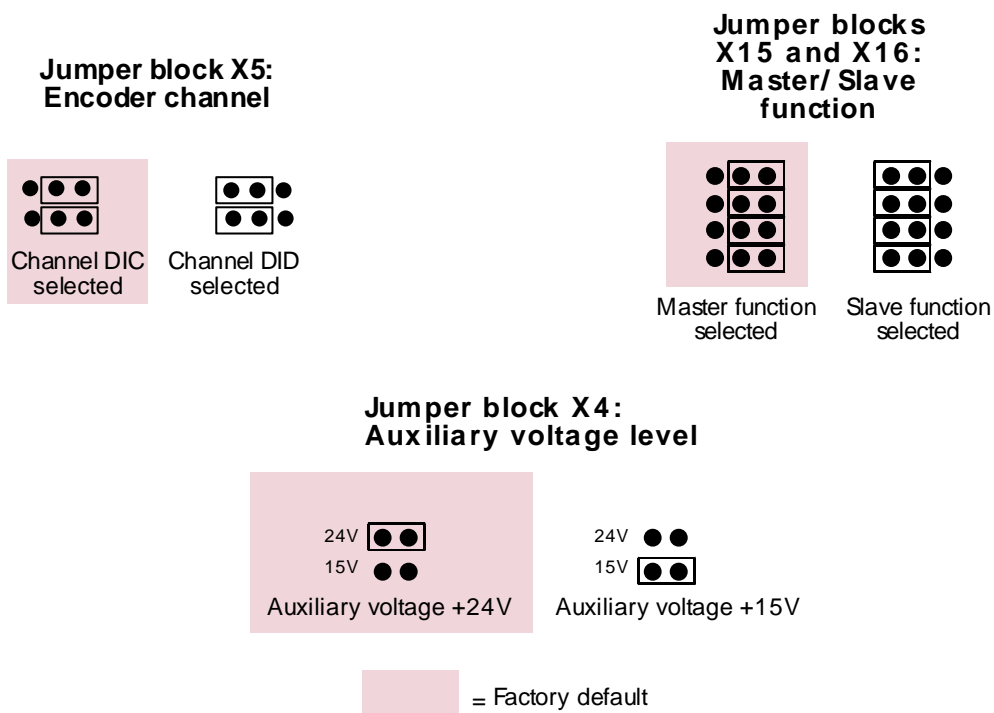 Jumper block X5:
Encoder channel
Channel DIC
selected
Channel DID
selected
Jumper blocks
X15 and X16:
Master/Slave
function
Master function
selected
Slave function
selected
Jumper block X4:
Auxiliary voltage level
24V
15V
Auxiliary voltage +24V
24V
15V
Auxiliary voltage +15V
= Factory default